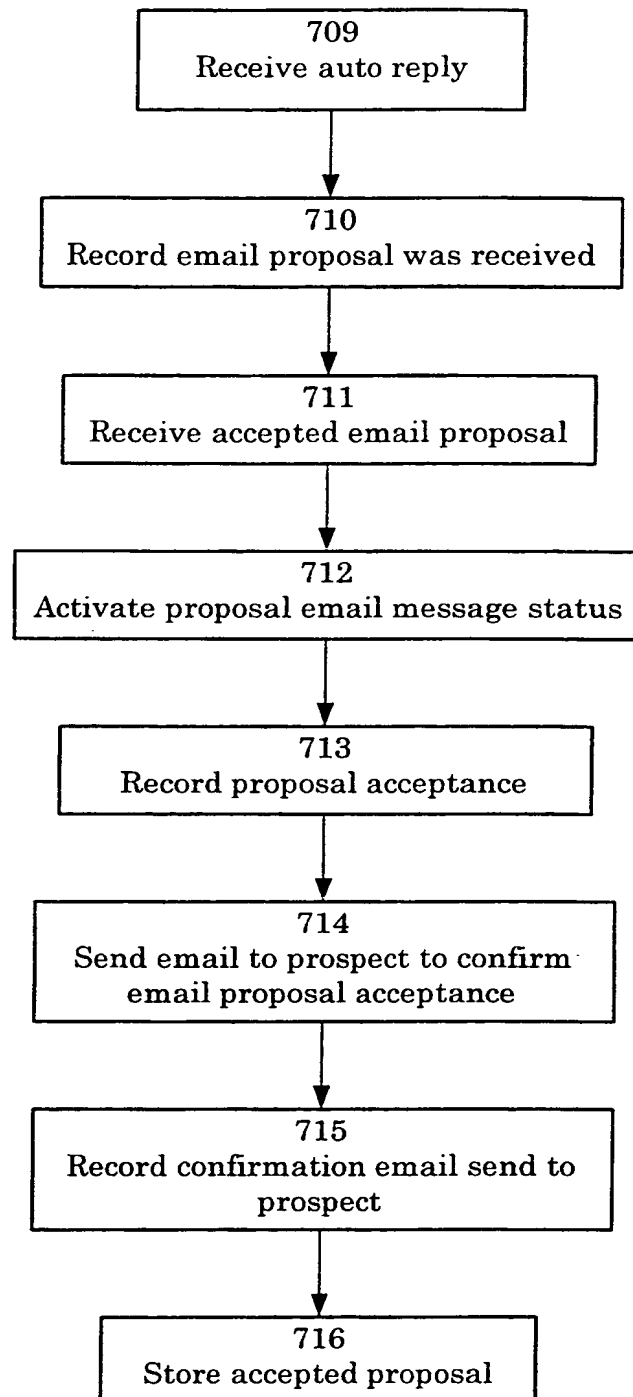 709
Receive auto reply
710
Record email proposal was received
711
Receive accepted email proposal
712
Activate proposal email message status
713
Record proposal acceptance
714
Send email to prospect to confirm
email proposal acceptance
715
Record confirmation email send to
prospect
716
Store accepted proposal